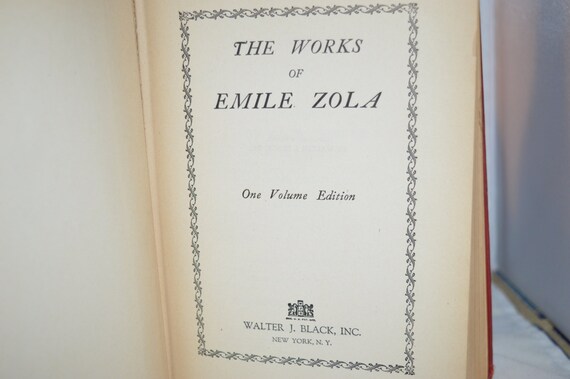 THE WORKS
OF
EMILE ZOLA
One Volume Edition
WALTER J. BLACK, INC.
NEW YORK, N. Y.